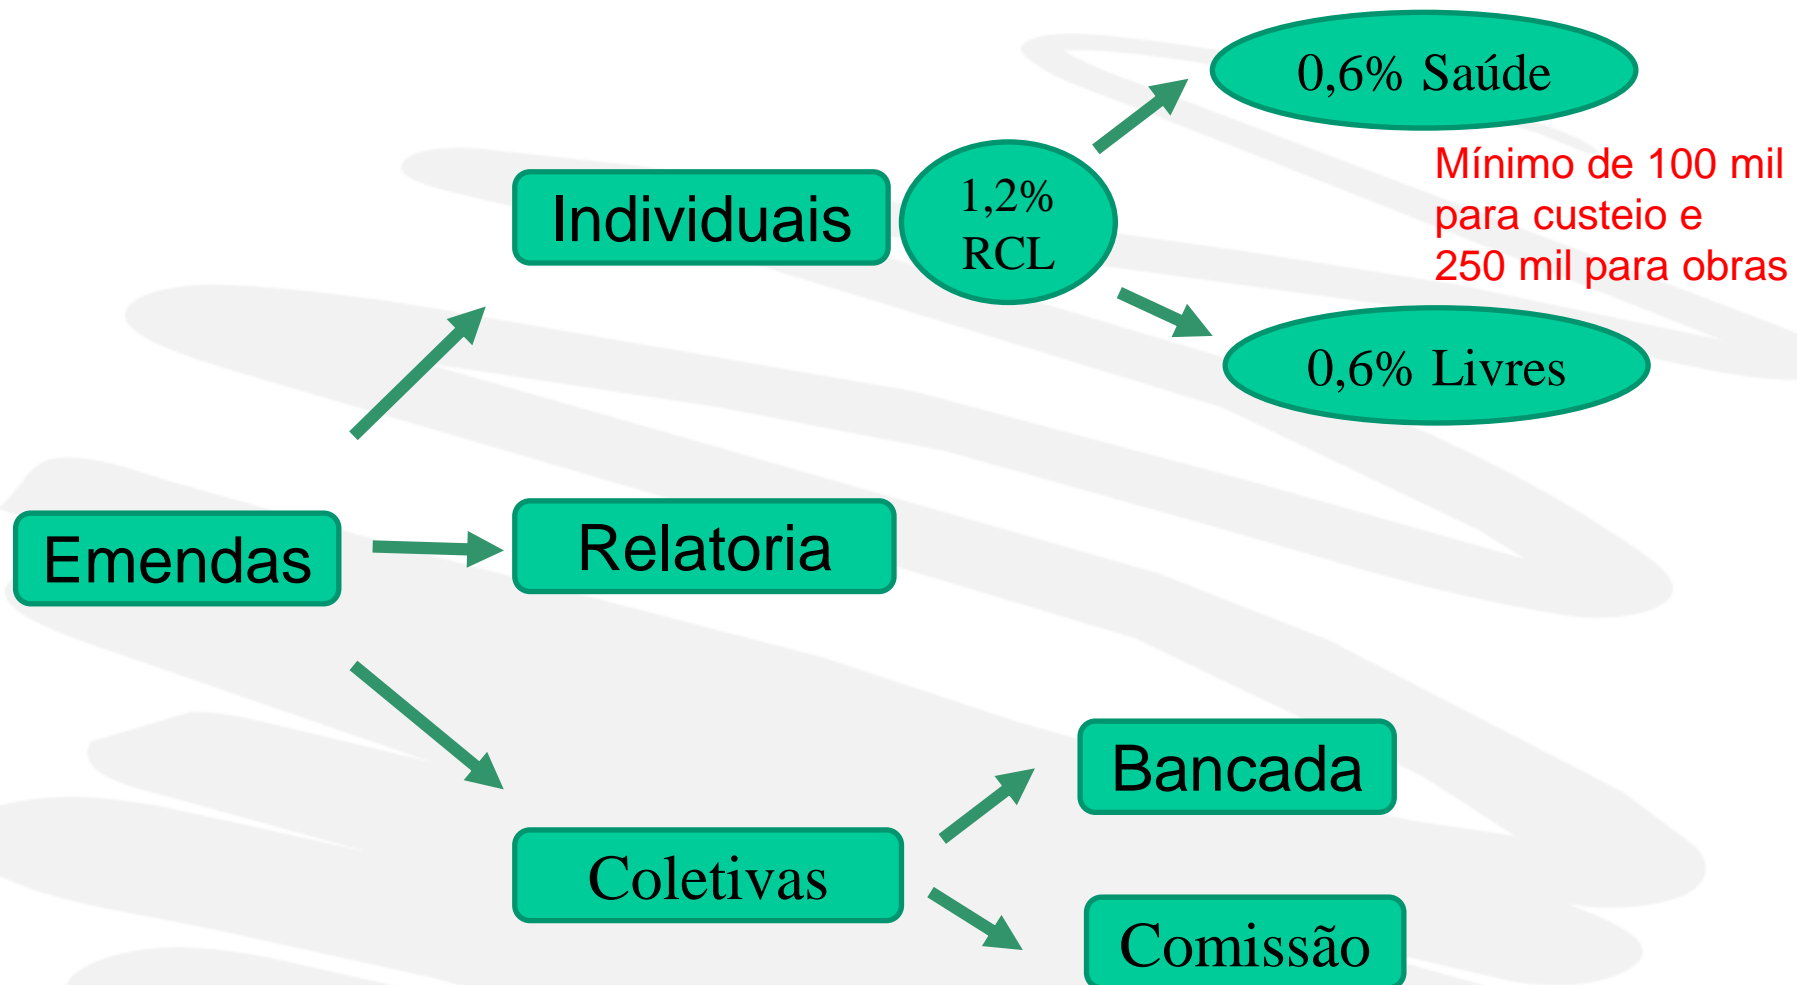 0,6% Saúde
Mínimo de 100 mil
para custeio e
250 mil para obras
Individuais
1,2%
RCL
0,6% Livres
Emendas
Relatoria
Bancada
Coletivas
Comissão